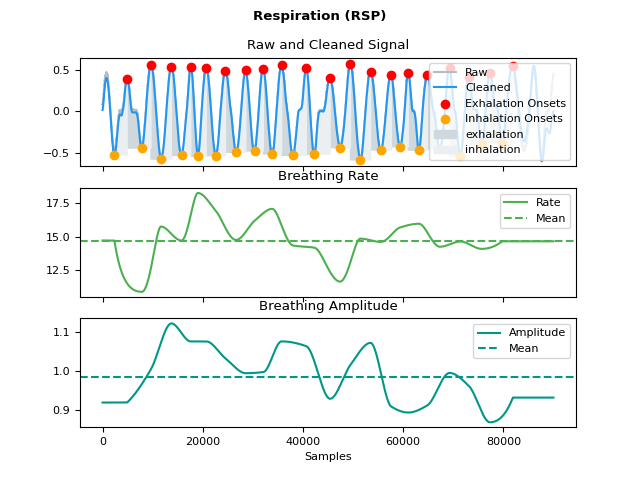 Respiration (RSP)
Raw and Cleaned Signal
0.5
0.0
−0.5
Raw
Cleaned
Exhalation Onsets
Inhalation Onsets
exhalation
inhalation
Breathing Rate
17.5
15.0
12.5
Rate
Mean
Breathing Amplitude
1.1
1.0
0.9
Amplitude
Mean
0
20000
40000
60000
80000
Samples